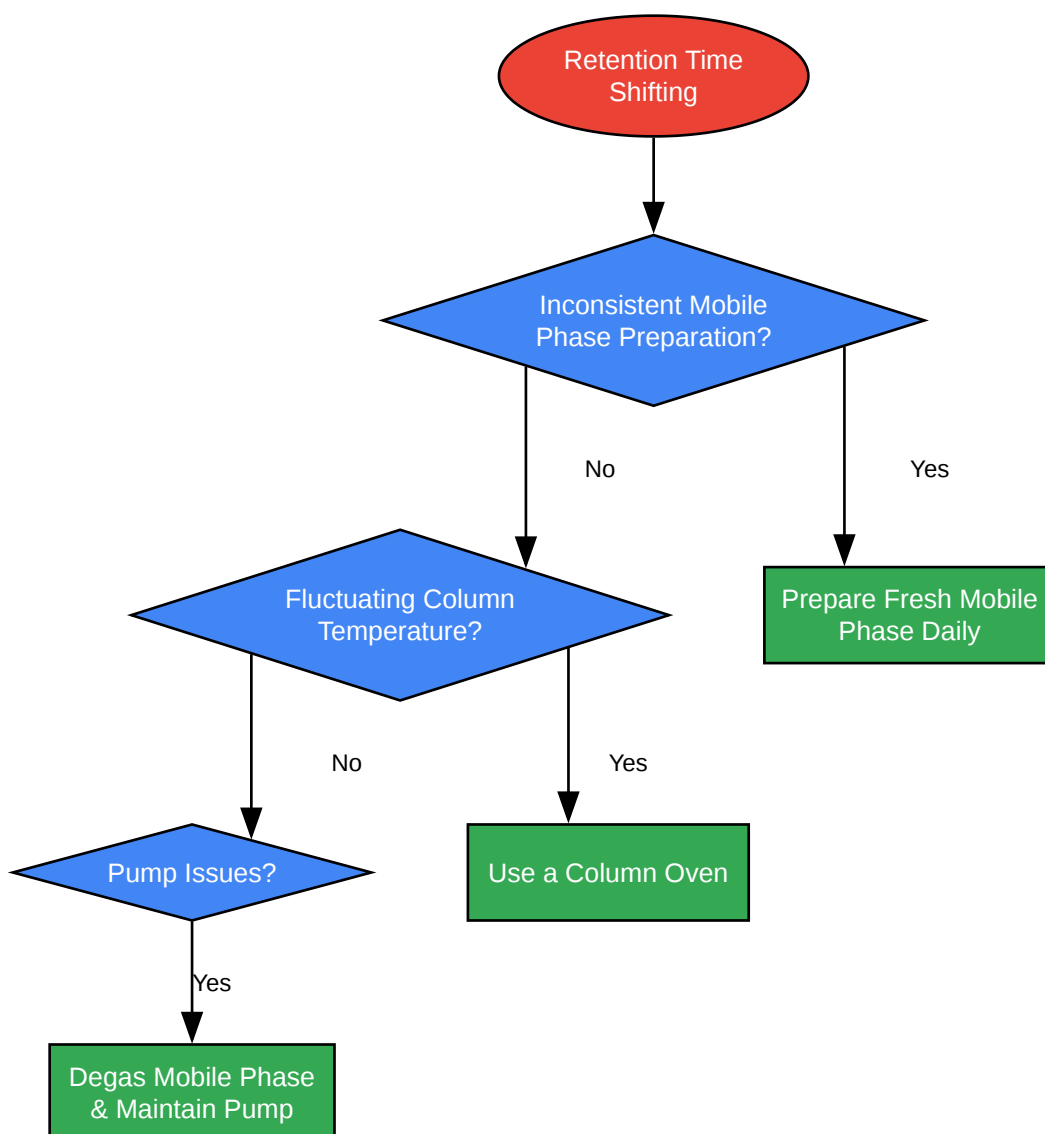 Retention Time
Shifting
Inconsistent Mobile
Phase Preparation?
No
Yes
Fluctuating Column
Temperature?
Prepare Fresh Mobile
Phase Daily
No
Yes
Pump Issues?
Use a Column Oven
Yes
Degas Mobile Phase
& Maintain Pump